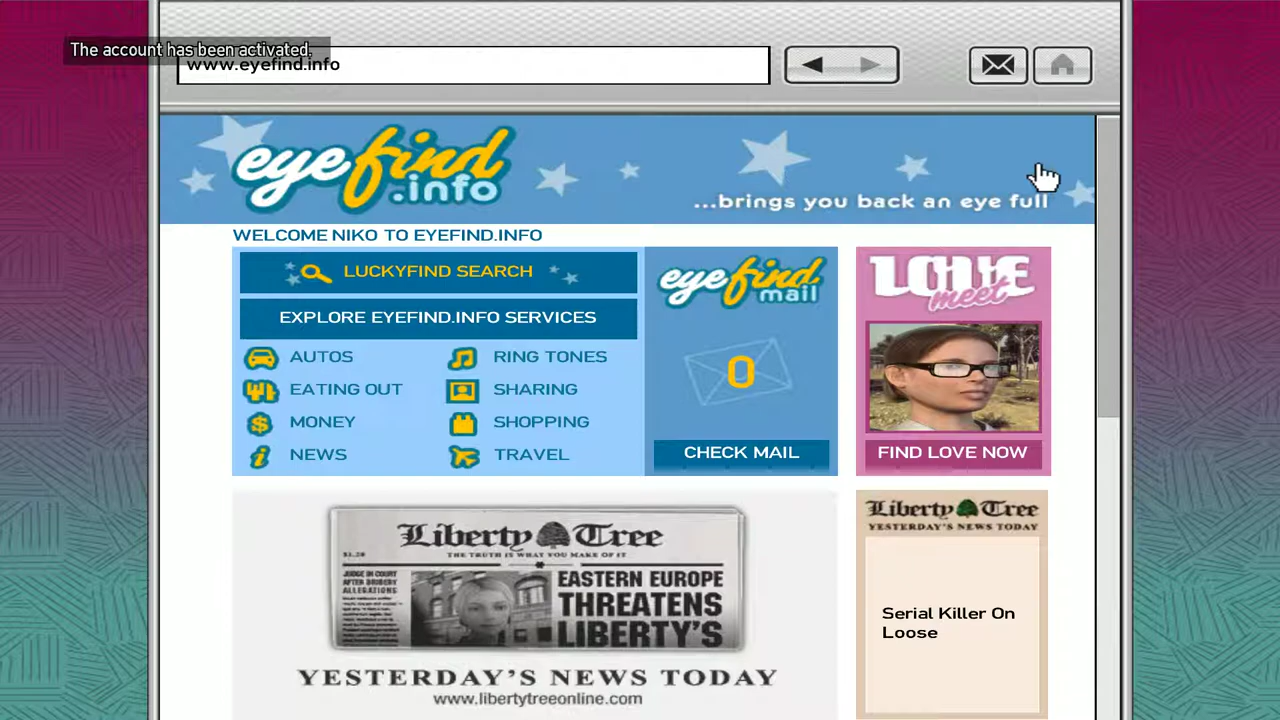 The account has been activated.
www.eyefind.info
eyefind
.info
...brings you back an eye full
WELCOME NIKO TO EYEFIND.INFO
LUCKYFIND SEARCH
EXPLORE EYEFIND.INFO SERVICES
AUTOS
RING TONES
EATING OUT
SHARING
MONEY
SHOPPING
NEWS
TRAVEL
eyefind
mail
0
CHECK MAIL
LOVE
meet
FIND LOVE NOW
Liberty Tree
THE TRUTH IS WHAT YOU MAKE OF IT
$1.20
JUDGE IN COURT
AFTER BRIBERY
ALLEGATIONS
EASTERN EUROPE
THREATENS
LIBERTY'S
YESTERDAY'S NEWS TODAY
www.libertytreeonline.com
Liberty Tree
YESTERDAY'S NEWS TODAY
Serial Killer On
Loose